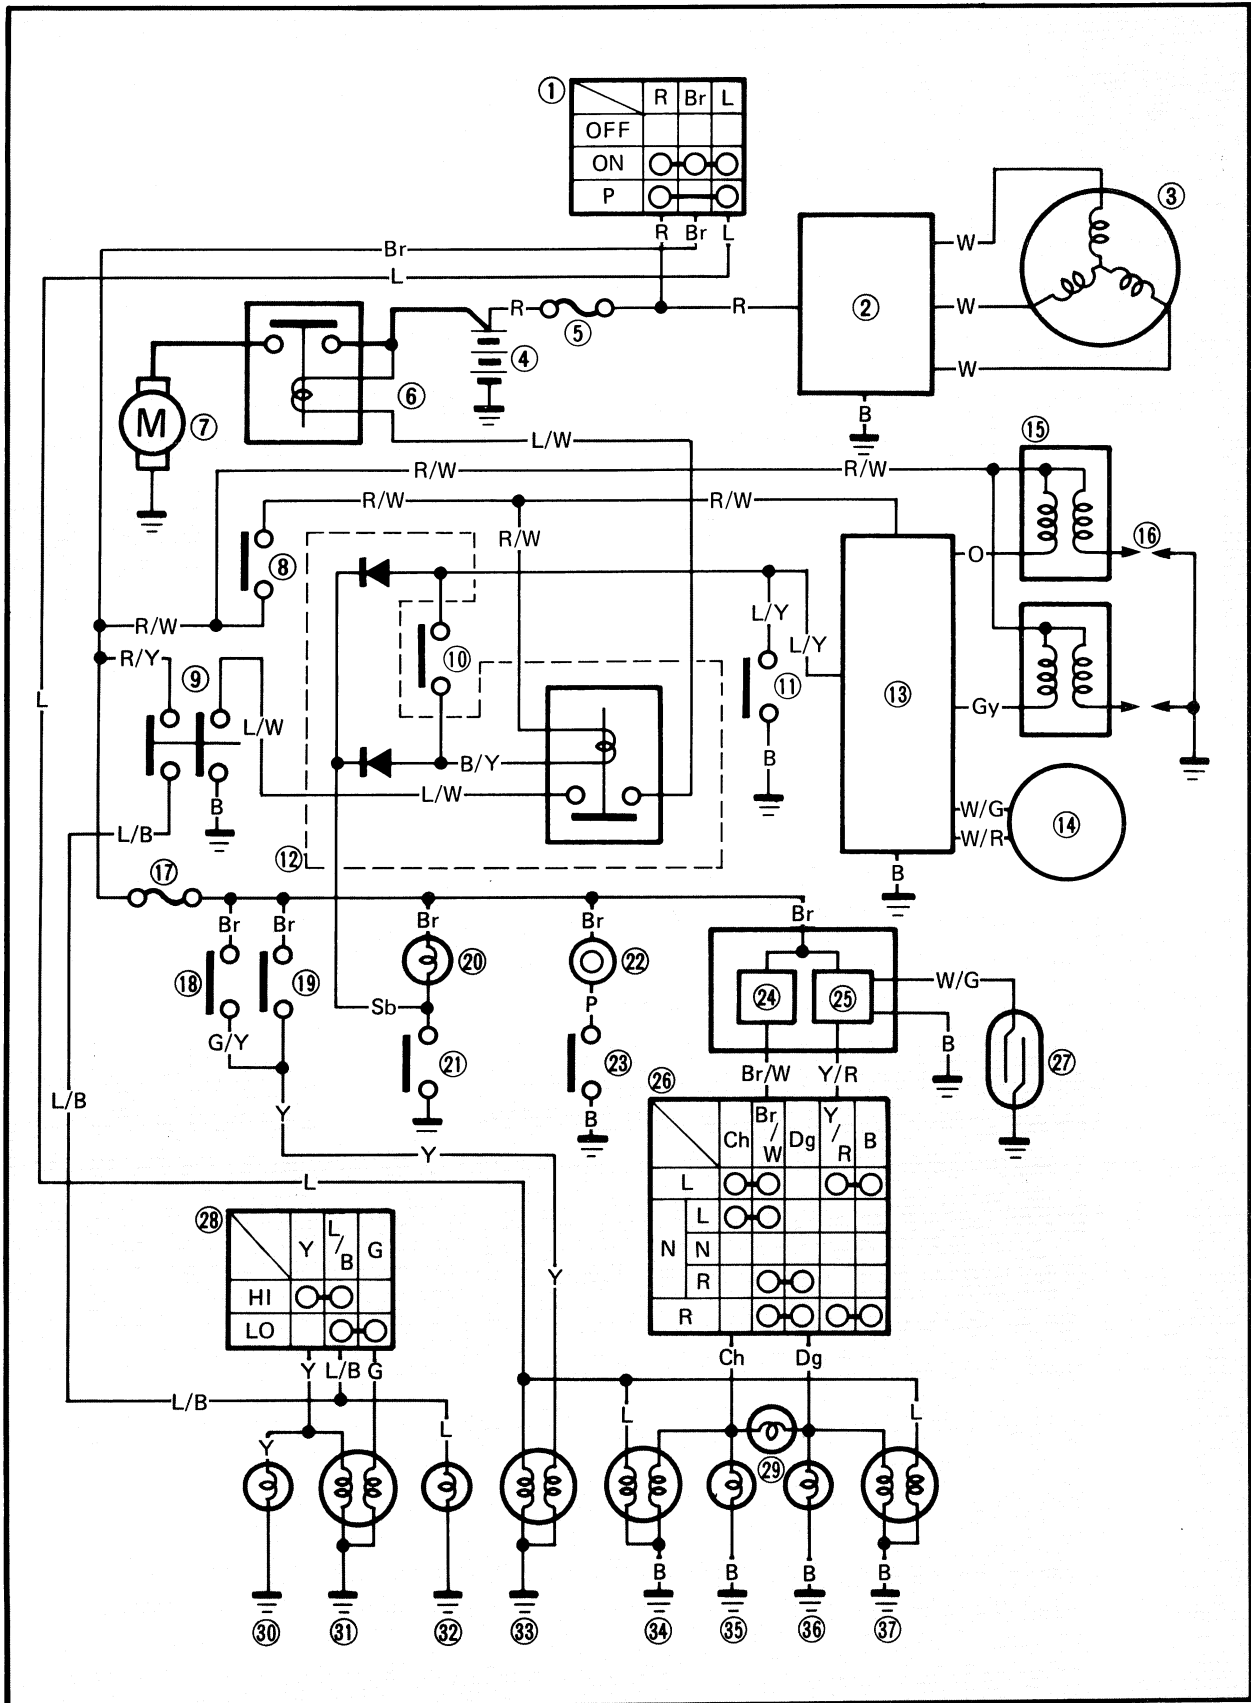 ① R Br L
OFF
ON
P
R Br L
③
W
Br
L
② W
R ⑤ R
④
W
⑥
M ⑦
B
L/W
⑮
R/W R/W
R/W R/W
R/W
⑯
⑧
O
L/Y
R/W
L/Y
R/Y
⑨
⑩
⑪
⑬
L
Gy
L/W
B/Y
B
L/W
W/G
B
L/B
W/R
⑭
⑫
⑰
B
Br Br Br Br Br
⑱ ⑲ ⑳ ㉒
W/G
㉔ ㉕
Sb P
G/Y
B
㉑ ㉓ ㉗
Br/W Y/R
㉖
L/B
Y
B
Ch Br/W Dg Y/R B
Y
L
L
㉘
L
Y L/B G
N N
Y
R
HI
LO
R
Y L/B G
Ch Dg
L/B
L L L
Y
㉙
B B B B
㉚ ㉛ ㉜ ㉝ ㉞ ㉟ ㊱ ㊲